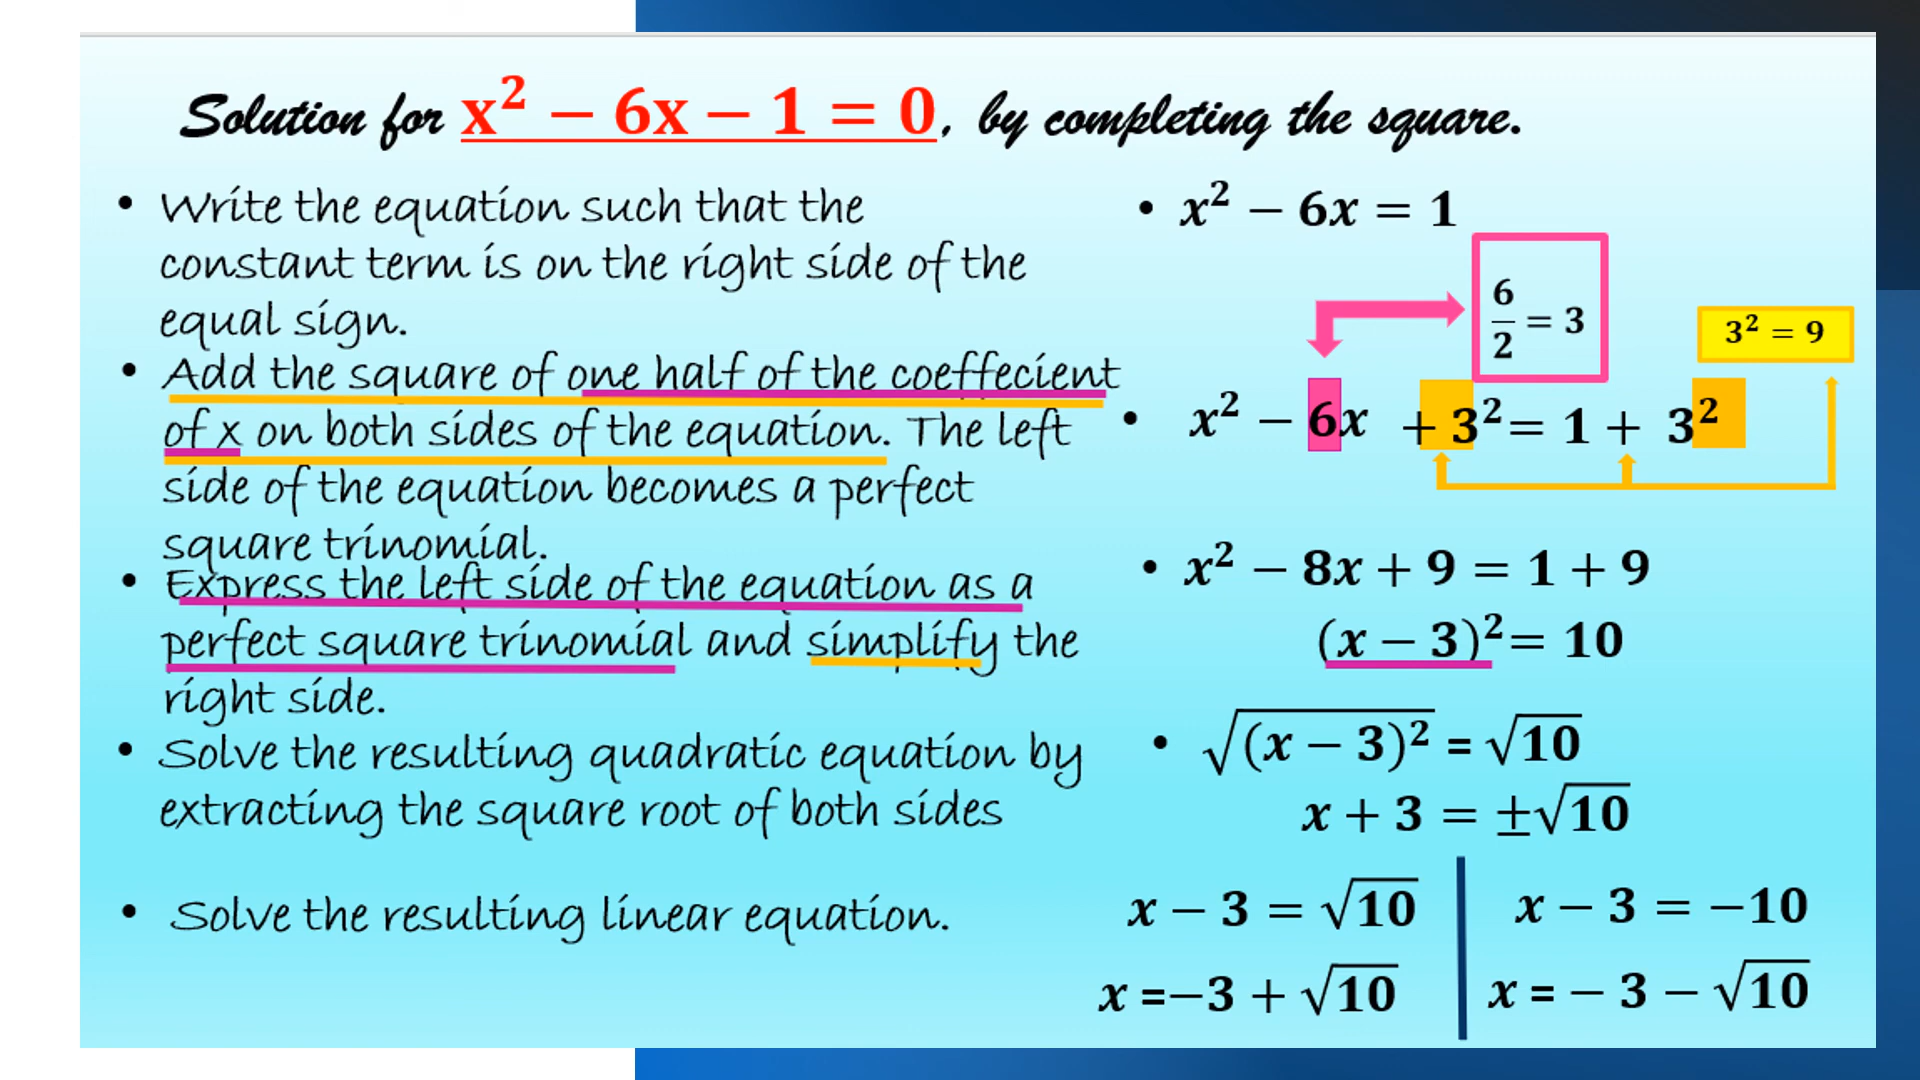 Solution for x² − 6x − 1 = 0, by completing the square.
• Write the equation such that the
constant term is on the right side of the
equal sign.
• Add the square of one half of the coeffecient
of x on both sides of the equation. The left
side of the equation becomes a perfect
square trinomial.
• Express the left side of the equation as a
perfect square trinomial and simplify the
right side.
• Solve the resulting quadratic equation by
extracting the square root of both sides
• Solve the resulting linear equation.
• x² − 6x = 1
6/2 = 3
3² = 9
• x² − 6x + 3² = 1 + 3²
• x² − 8x + 9 = 1 + 9
(x − 3)² = 10
• √(x − 3)² = √10
x + 3 = ±√10
x − 3 = √10
x =−3 + √10
x − 3 = −10
x = − 3 − √10